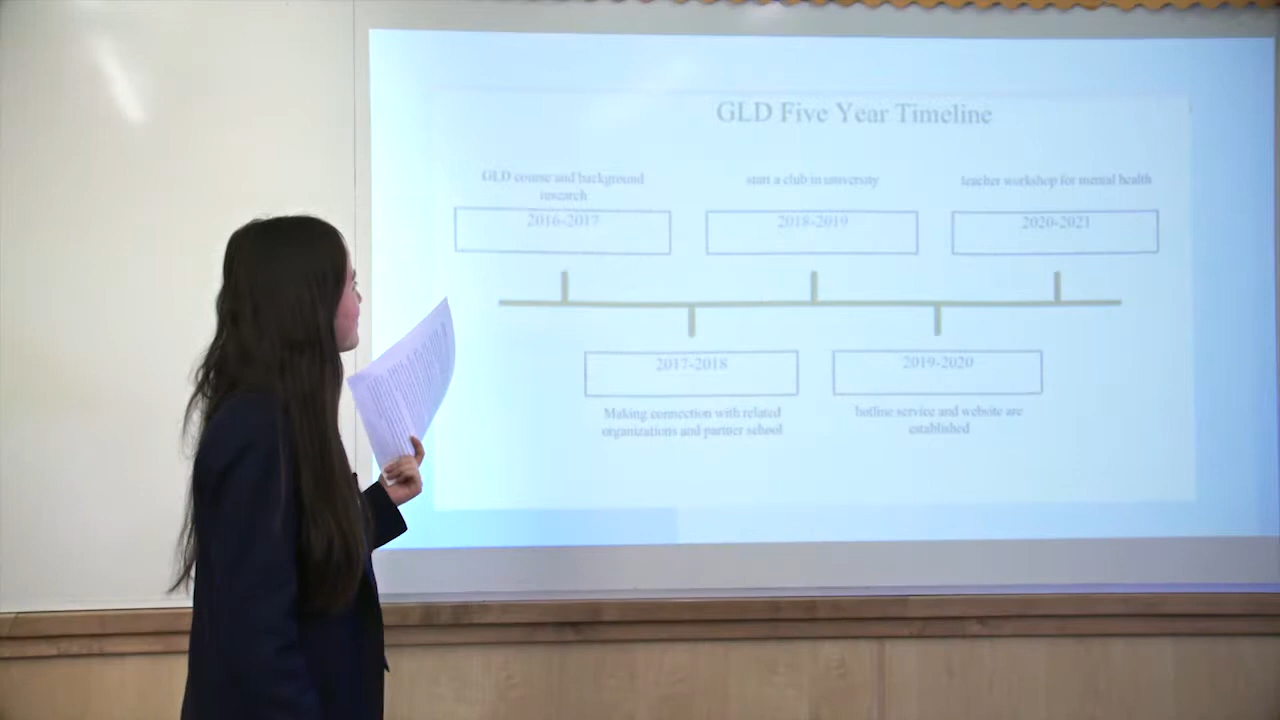 GLD Five Year Timeline
GLD course and background
research
2016-2017
start a club in university
2018-2019
teacher workshop for mental health
2020-2021
2017-2018
Making connection with related
organizations and partner school
2019-2020
hotline service and website are
established